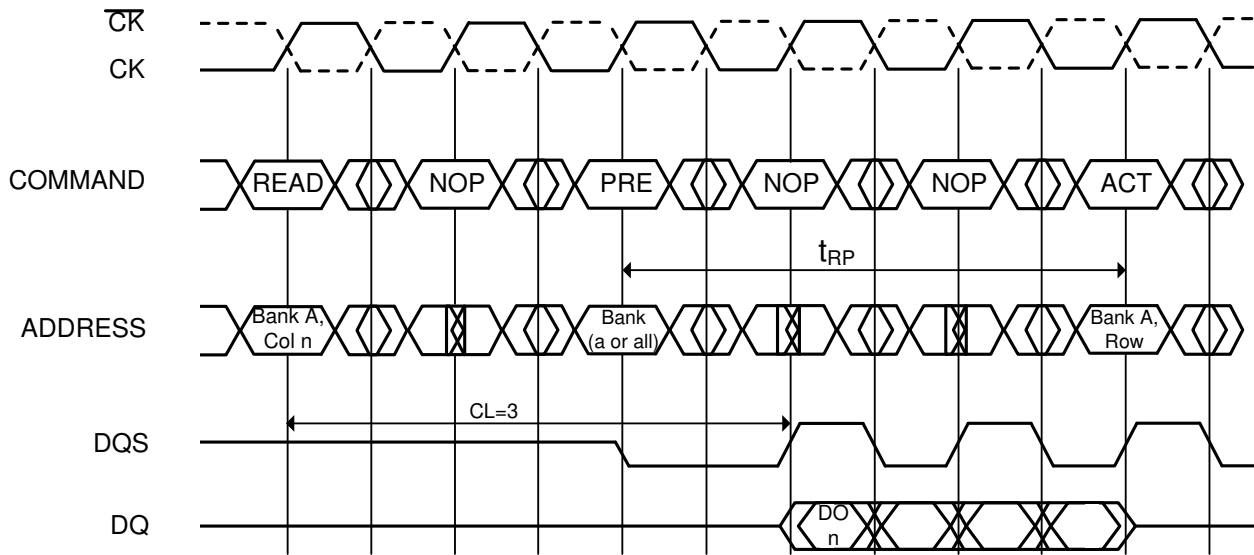 CK
CK
COMMAND
READ
NOP
PRE
NOP
NOP
ACT
tRP
ADDRESS
Bank A,
Col n
Bank
(a or all)
Bank A,
Row
CL=3
DQS
DQ
DO
n